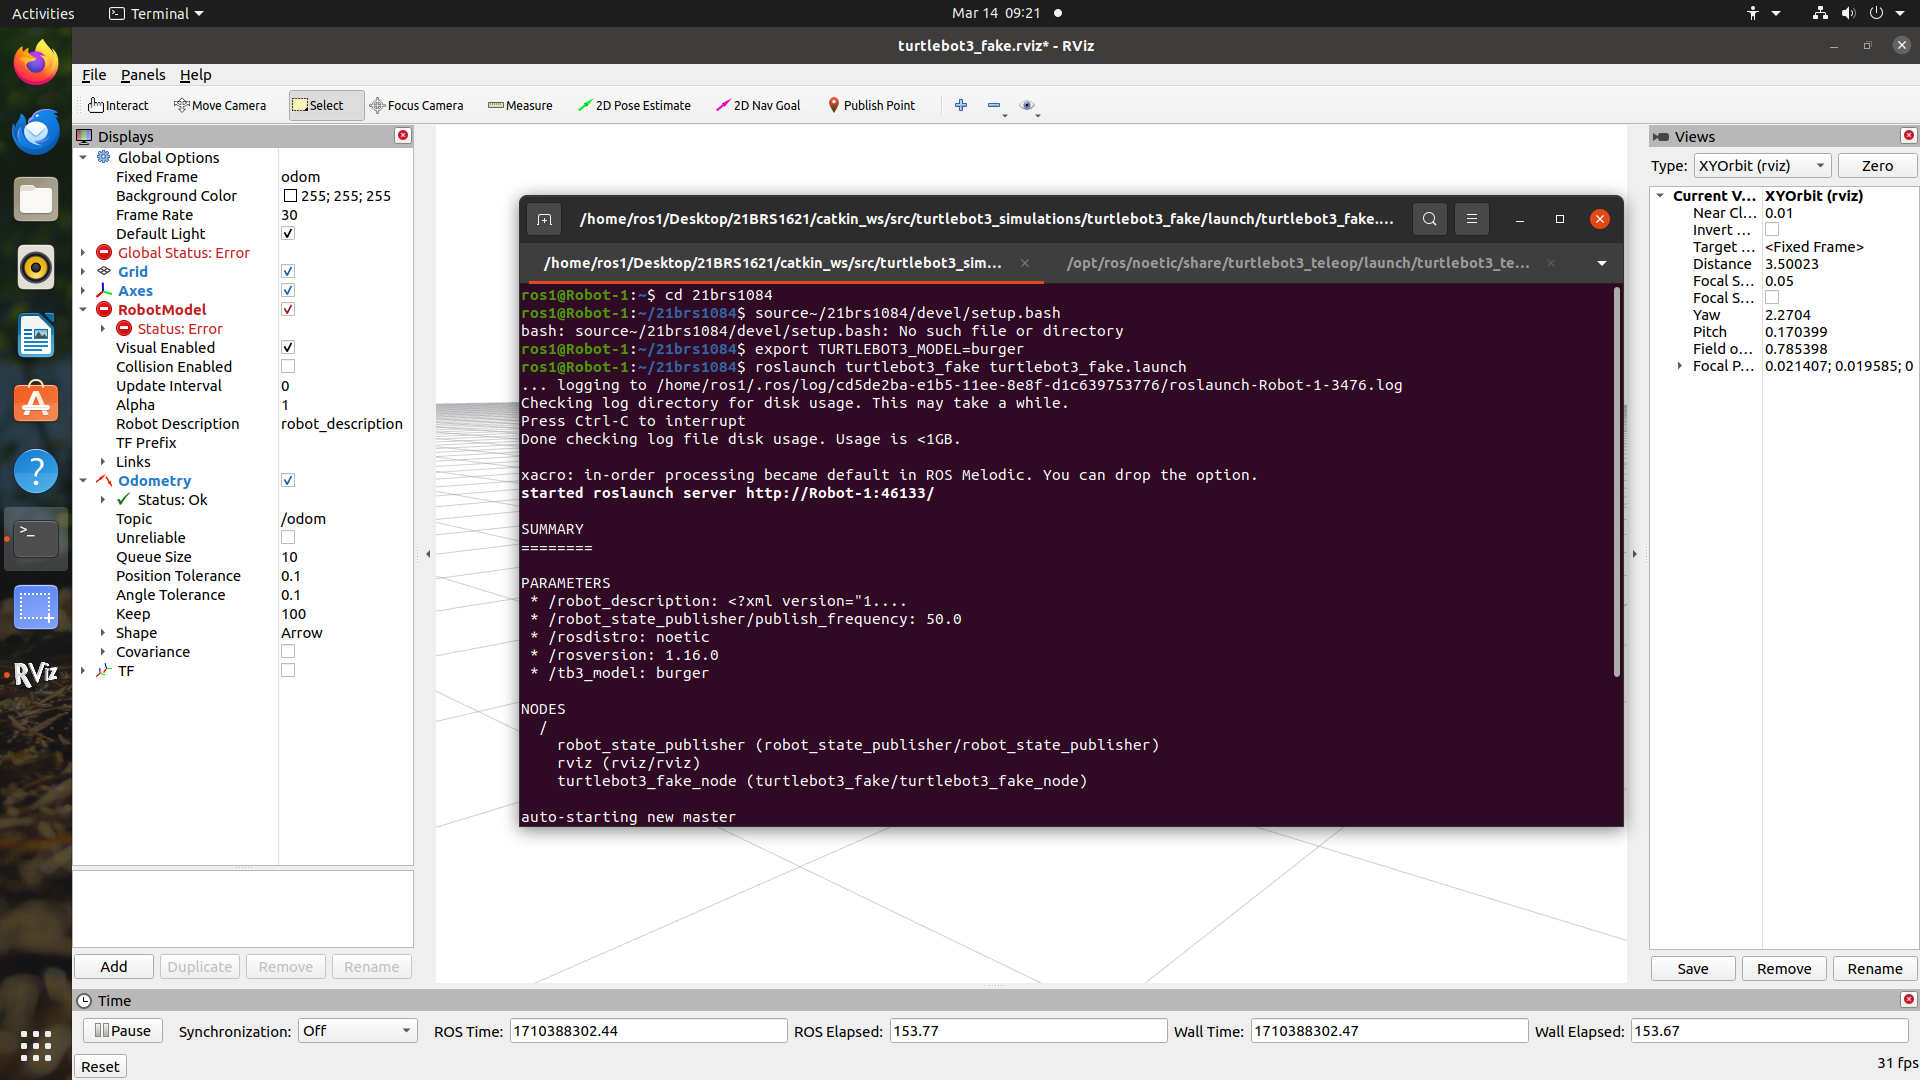 Activities
Terminal
Mar 14 09:21
turtlebot3_fake.rviz* - RViz
File Panels Help
Interact
Move Camera
Select
Focus Camera
Measure
2D Pose Estimate
2D Nav Goal
Publish Point
Displays
Global Options
Fixed Frame odom
Background Color 255; 255; 255
Frame Rate 30
Default Light
Global Status: Error
Grid
Axes
RobotModel
Status: Error
Visual Enabled
Collision Enabled
Update Interval 0
Alpha 1
Robot Description robot_description
TF Prefix
Links
Odometry
Status: Ok
Topic /odom
Unreliable
Queue Size 10
Position Tolerance 0.1
Angle Tolerance 0.1
Keep 100
Shape Arrow
Covariance
TF
Add Duplicate Remove Rename
/home/ros1/Desktop/21BRS1621/catkin_ws/src/turtlebot3_simulations/turtlebot3_fake/launch/turtlebot3_fake....
/home/ros1/Desktop/21BRS1621/catkin_ws/src/turtlebot3_sim...
/opt/ros/noetic/share/turtlebot3_teleop/launch/turtlebot3_te...
ros1@Robot-1:~$ cd 21brs1084
ros1@Robot-1:~/21brs1084$ source~/21brs1084/devel/setup.bash
bash: source~/21brs1084/devel/setup.bash: No such file or directory
ros1@Robot-1:~/21brs1084$ export TURTLEBOT3_MODEL=burger
ros1@Robot-1:~/21brs1084$ roslaunch turtlebot3_fake turtlebot3_fake.launch
... logging to /home/ros1/.ros/log/cd5de2ba-e1b5-11ee-8e8f-d1c639753776/roslaunch-Robot-1-3476.log
Checking log directory for disk usage. This may take a while.
Press Ctrl-C to interrupt
Done checking log file disk usage. Usage is <1GB.
xacro: in-order processing became default in ROS Melodic. You can drop the option.
started roslaunch server http://Robot-1:46133/
SUMMARY
========
PARAMETERS
* /robot_description: <?xml version="1....
* /robot_state_publisher/publish_frequency: 50.0
* /rosdistro: noetic
* /rosversion: 1.16.0
* /tb3_model: burger
NODES
/
robot_state_publisher (robot_state_publisher/robot_state_publisher)
rviz (rviz/rviz)
turtlebot3_fake_node (turtlebot3_fake/turtlebot3_fake_node)
auto-starting new master
Views
Type: XYOrbit (rviz) Zero
Current V... XYOrbit (rviz)
Near Cl... 0.01
Invert ...
Target ... <Fixed Frame>
Distance 3.50023
Focal S... 0.05
Focal S...
Yaw 2.2704
Pitch 0.170399
Field o... 0.785398
Focal P... 0.021407; 0.019585; 0
Save Remove Rename
RViz
Time
Pause
Synchronization: Off
ROS Time: 1710388302.44
ROS Elapsed: 153.77
Wall Time: 1710388302.47
Wall Elapsed: 153.67
Reset
31 fps